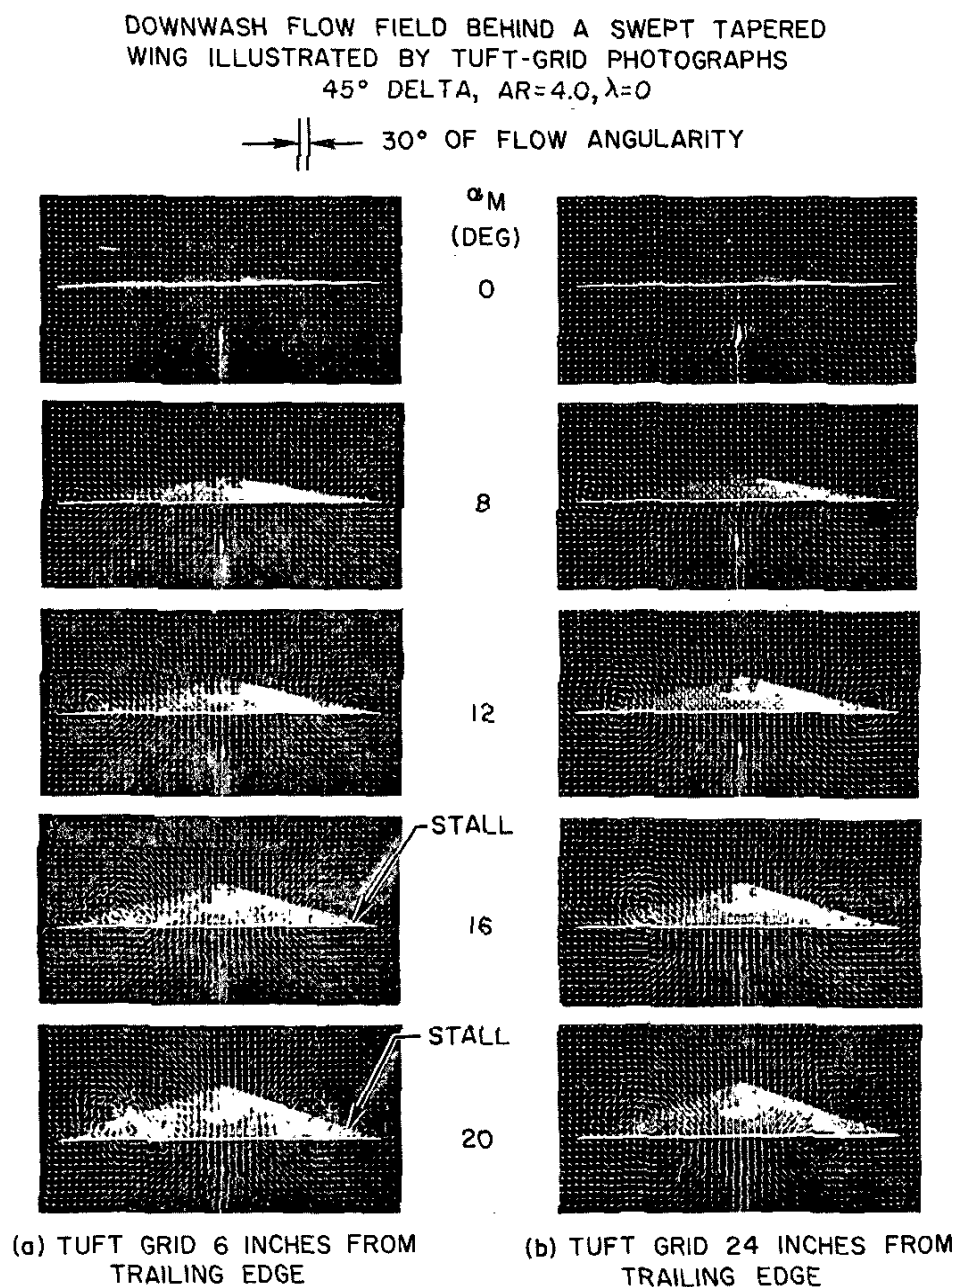 DOWNWASH FLOW FIELD BEHIND A SWEPT TAPERED
WING ILLUSTRATED BY TUFT-GRID PHOTOGRAPHS
45° DELTA, AR=4.0, λ=0
30° OF FLOW ANGULARITY
αM
(DEG)
0
8
12
STALL
16
STALL
20
(a) TUFT GRID 6 INCHES FROM
TRAILING EDGE
(b) TUFT GRID 24 INCHES FROM
TRAILING EDGE